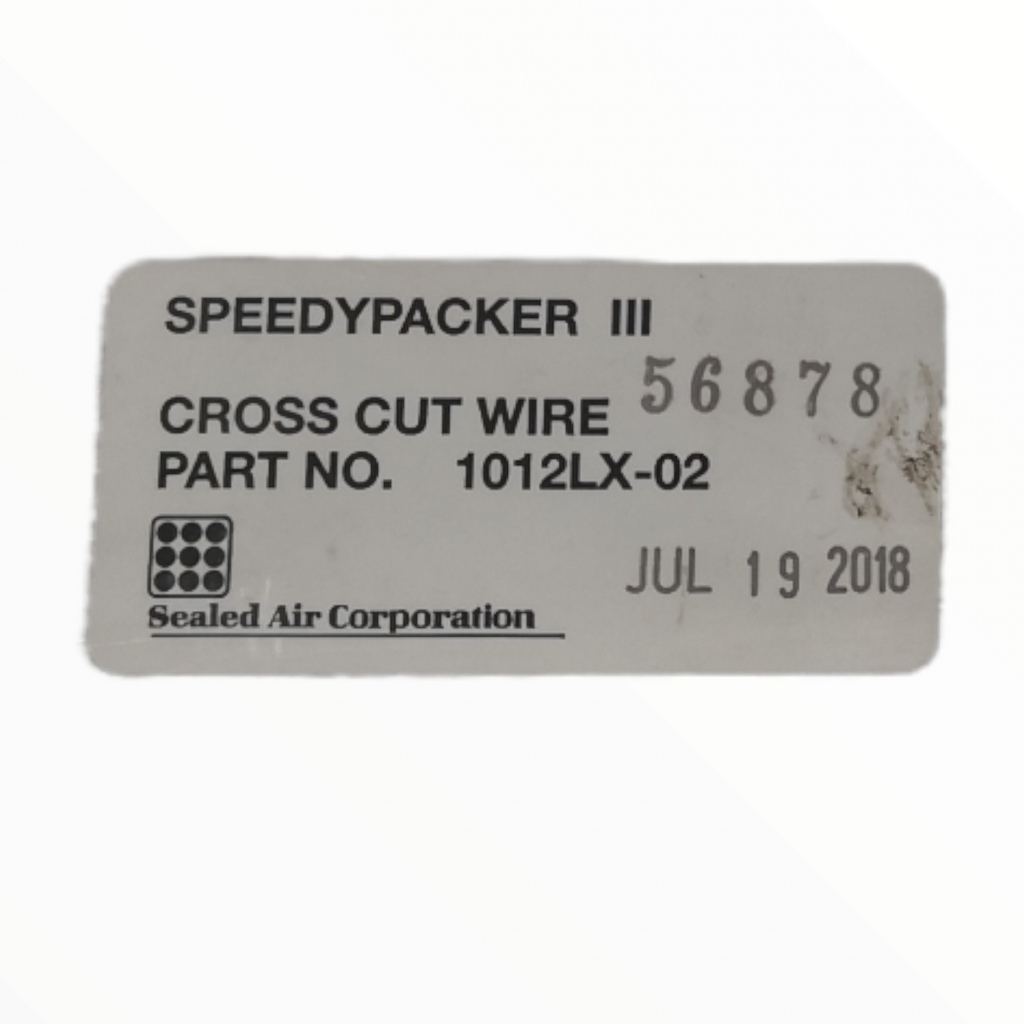 SPEEDYPACKER III
56878
CROSS CUT WIRE
PART NO. 1012LX-02
JUL 19 2018
Sealed Air Corporation